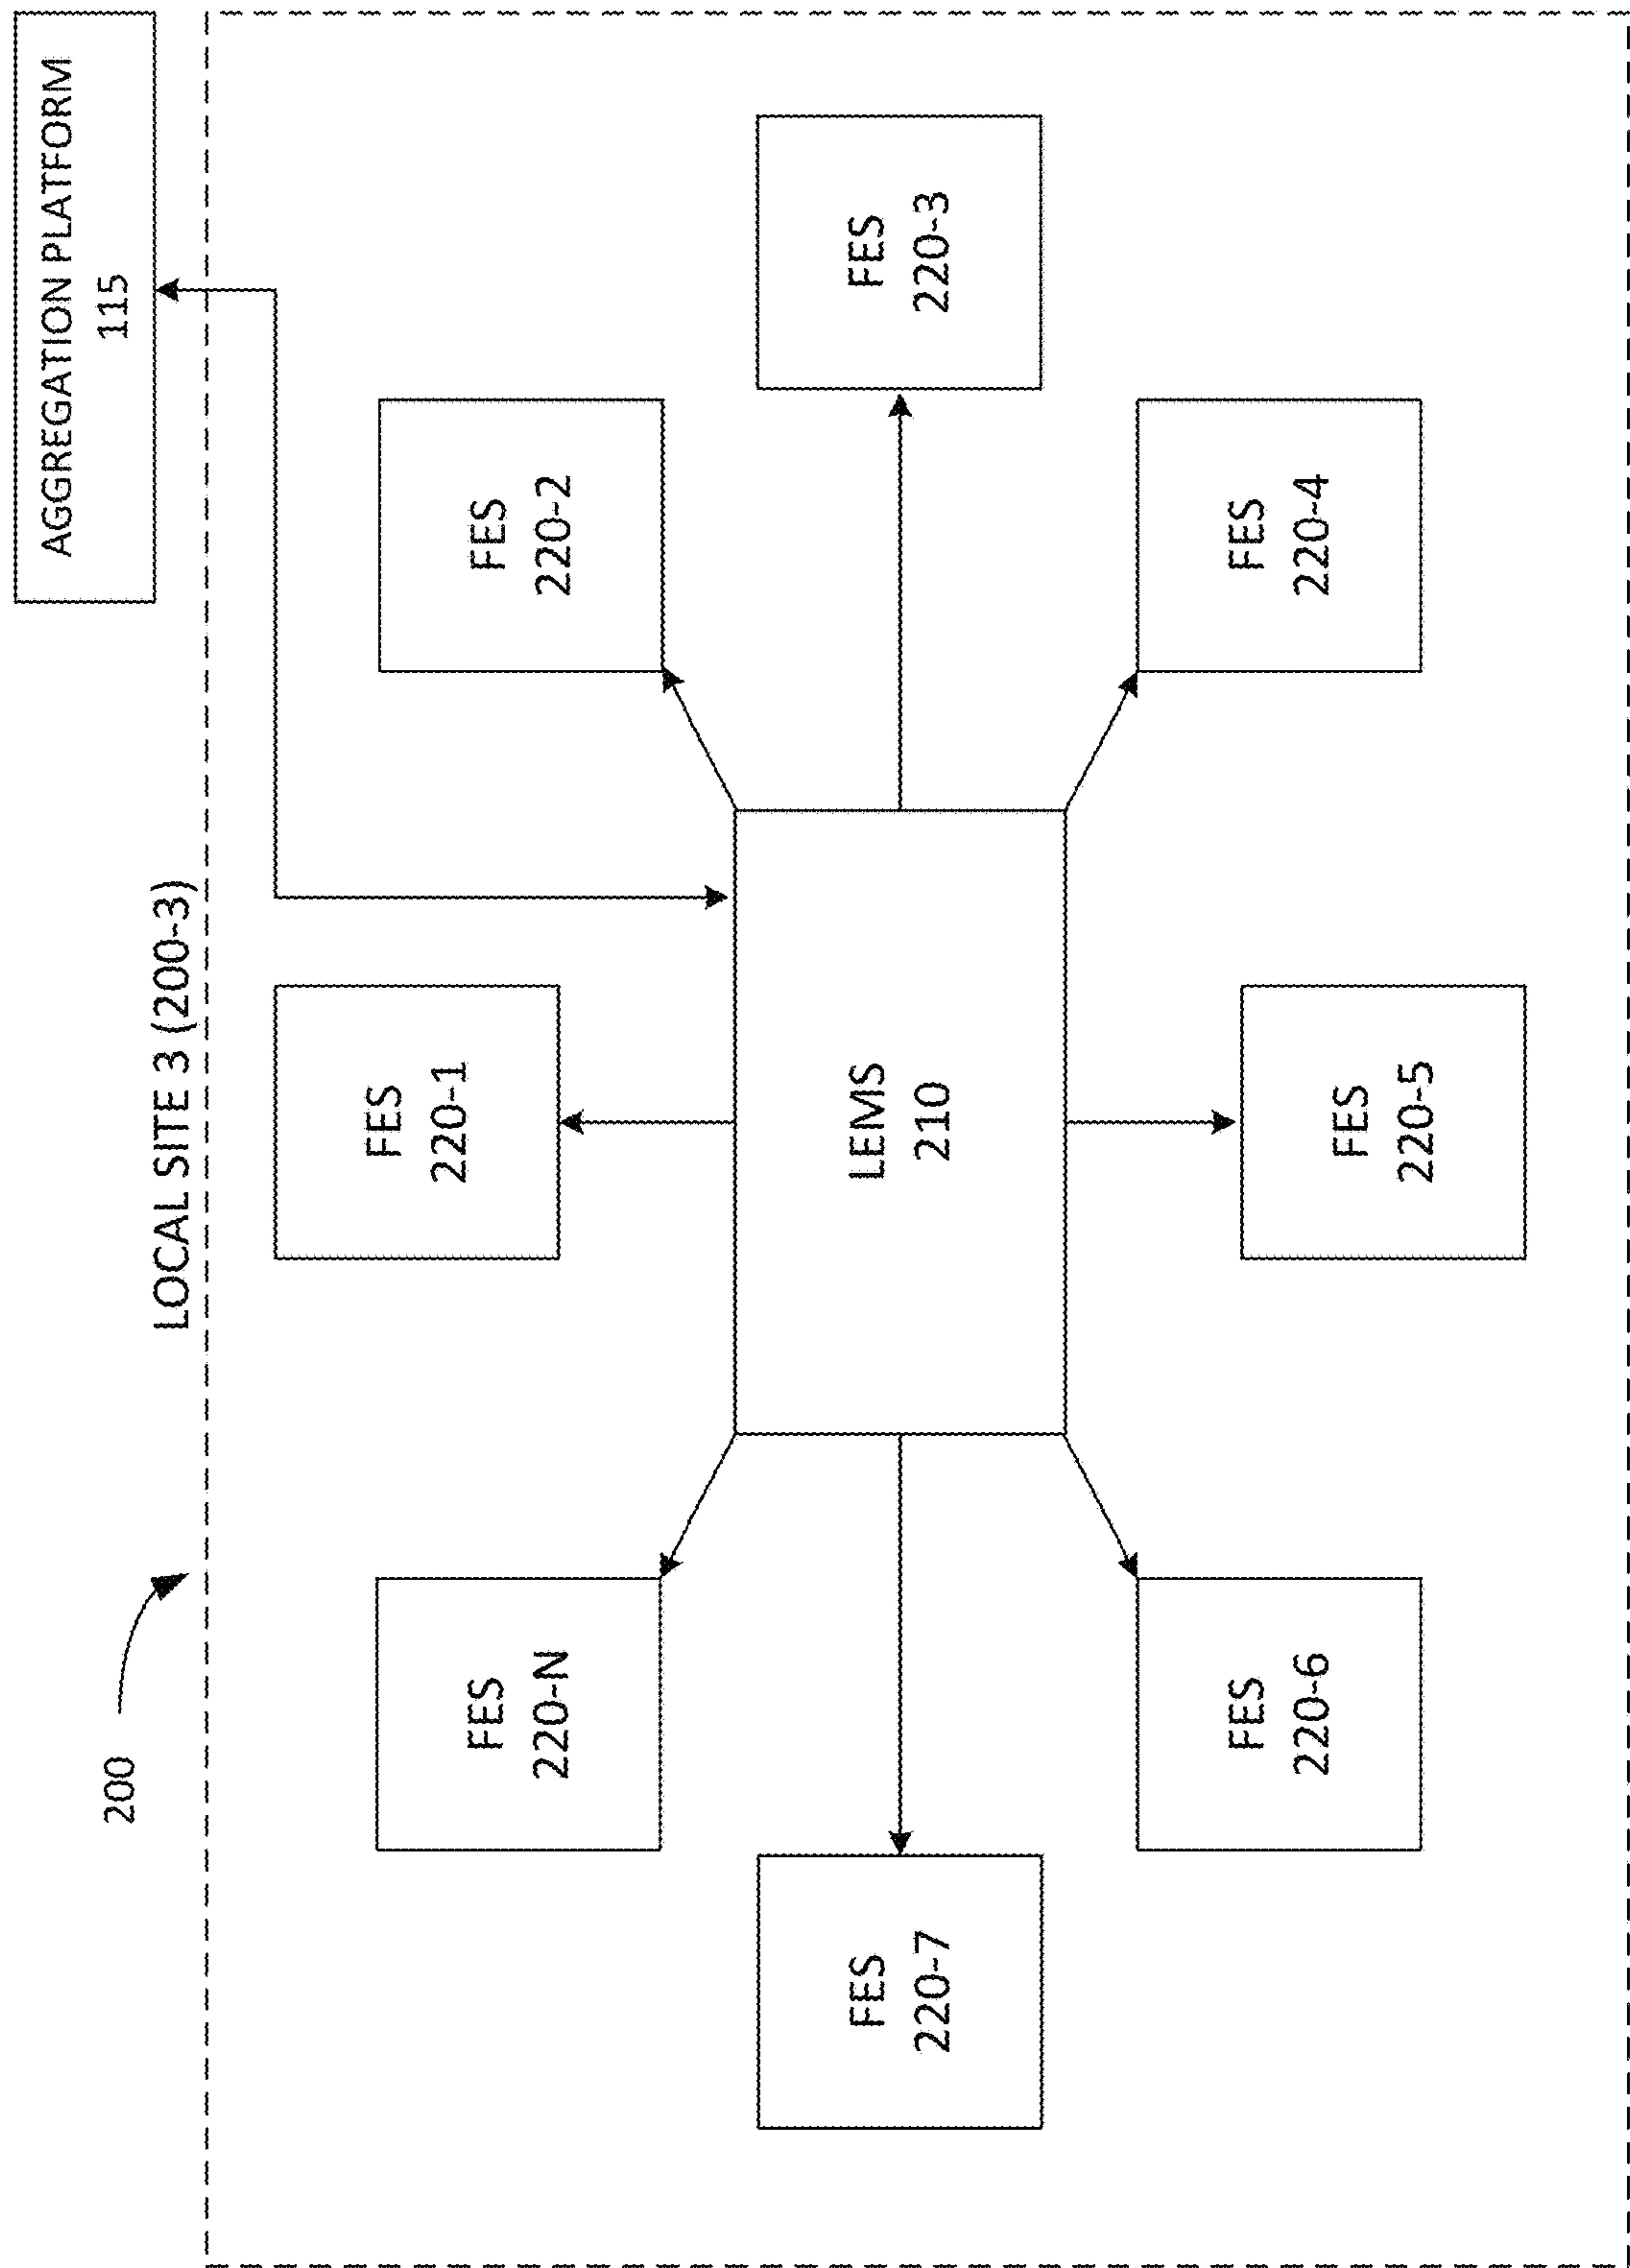 AGGREGATION PLATFORM
115
200
LOCAL SITE 3 (200-3)
FES
220-1
FES
220-N
FES
220-2
FES
220-7
LEMS
210
FES
220-3
FES
220-6
FES
220-4
FES
220-5